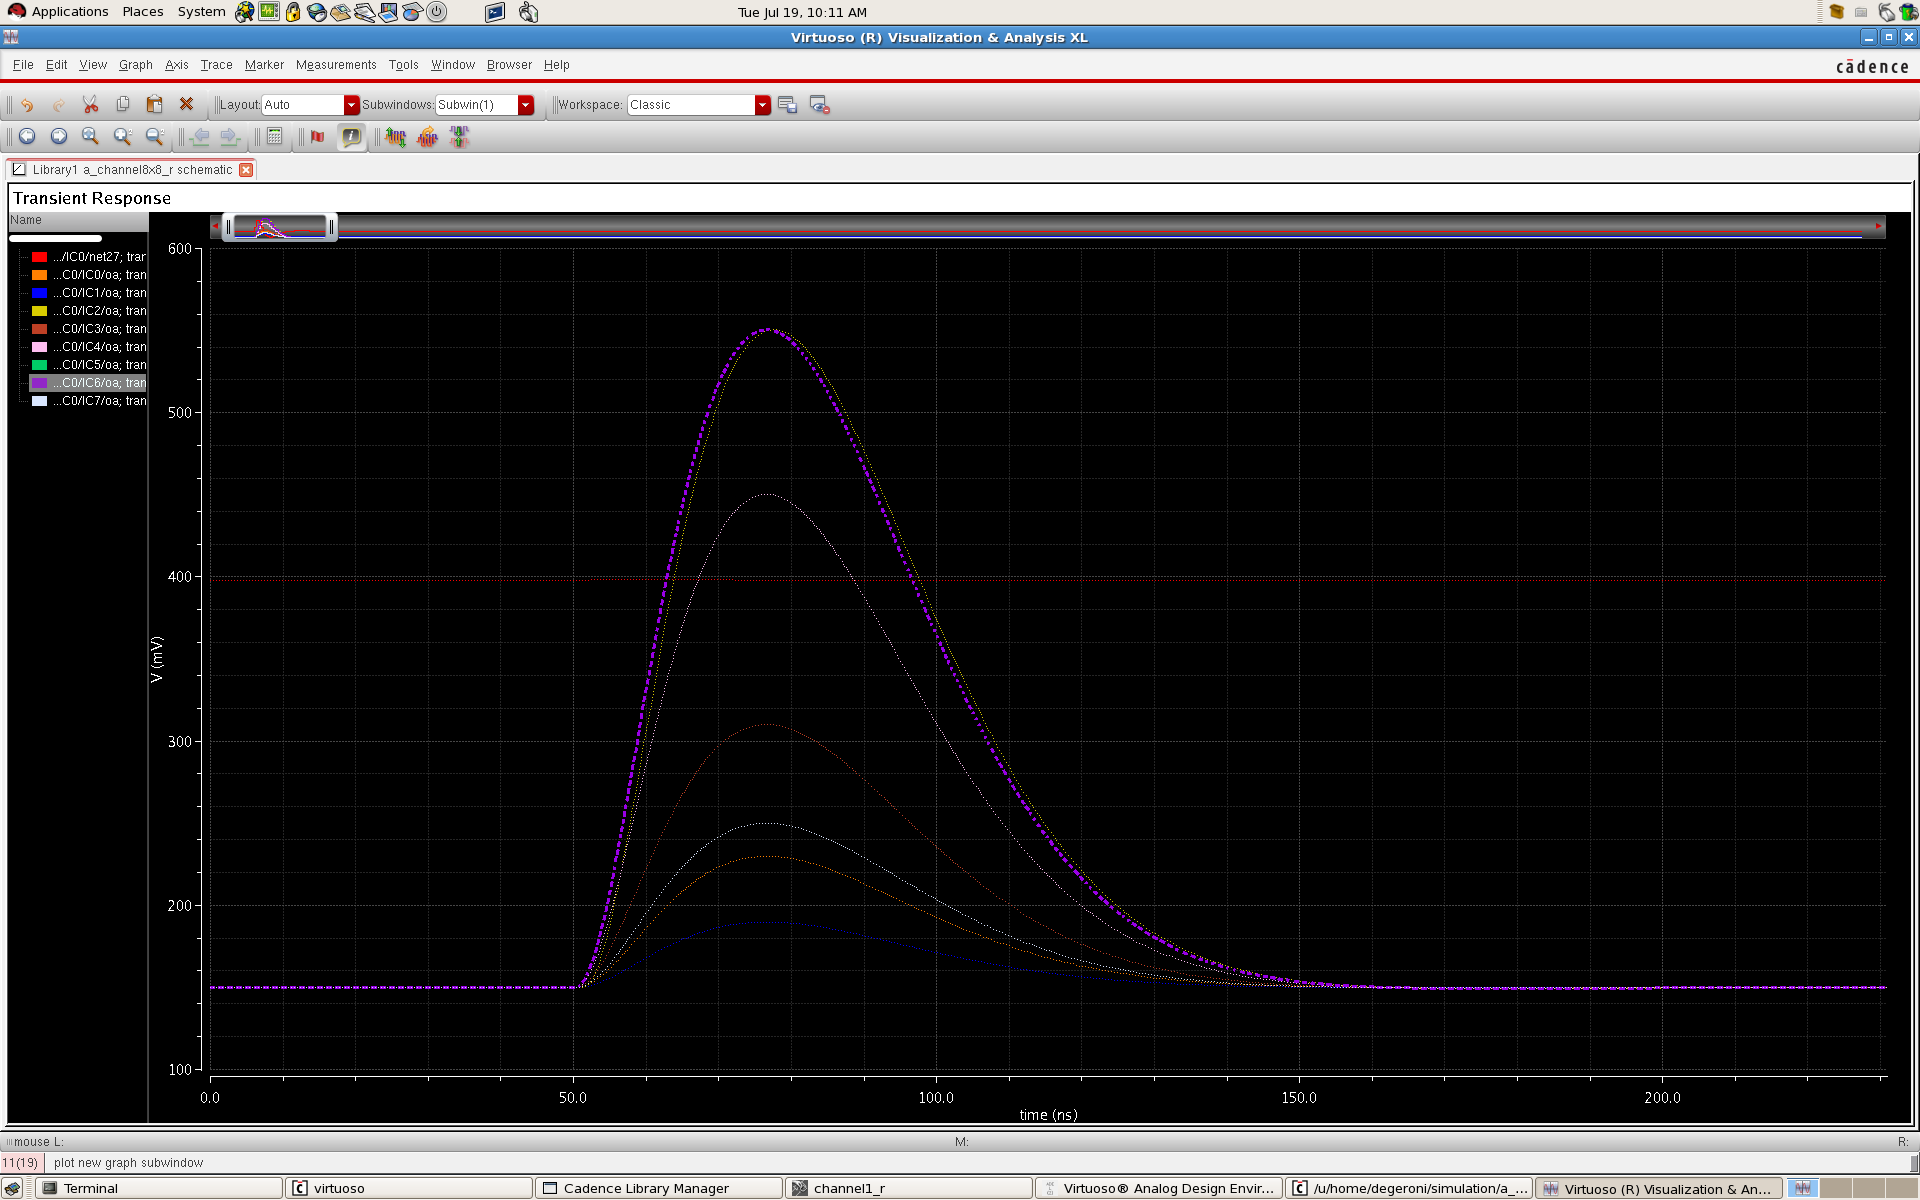 Applications Places System Tue Jul 19, 10:11 AM
Virtuoso (R) Visualization & Analysis XL
File Edit View Graph Axis Trace Marker Measurements Tools Window Browser Help
cādence
Layout: Auto Subwindows: Subwin(1) Workspace: Classic
Library1 a_channel8x8_r schematic
Transient Response
Name
.../IC0/net27; tran
...C0/IC0/oa; tran
...C0/IC1/oa; tran
...C0/IC2/oa; tran
...C0/IC3/oa; tran
...C0/IC4/oa; tran
...C0/IC5/oa; tran
...C0/IC6/oa; tran
...C0/IC7/oa; tran
600
500
400
300
200
100
V (mV)
0.0 50.0 100.0 150.0 200.0
time (ns)
mouse L: M: R:
11(19) plot new graph subwindow
Terminal virtuoso Cadence Library Manager channel1_r Virtuoso® Analog Design Envir... /u/home/degeroni/simulation/a_... Virtuoso (R) Visualization & An...